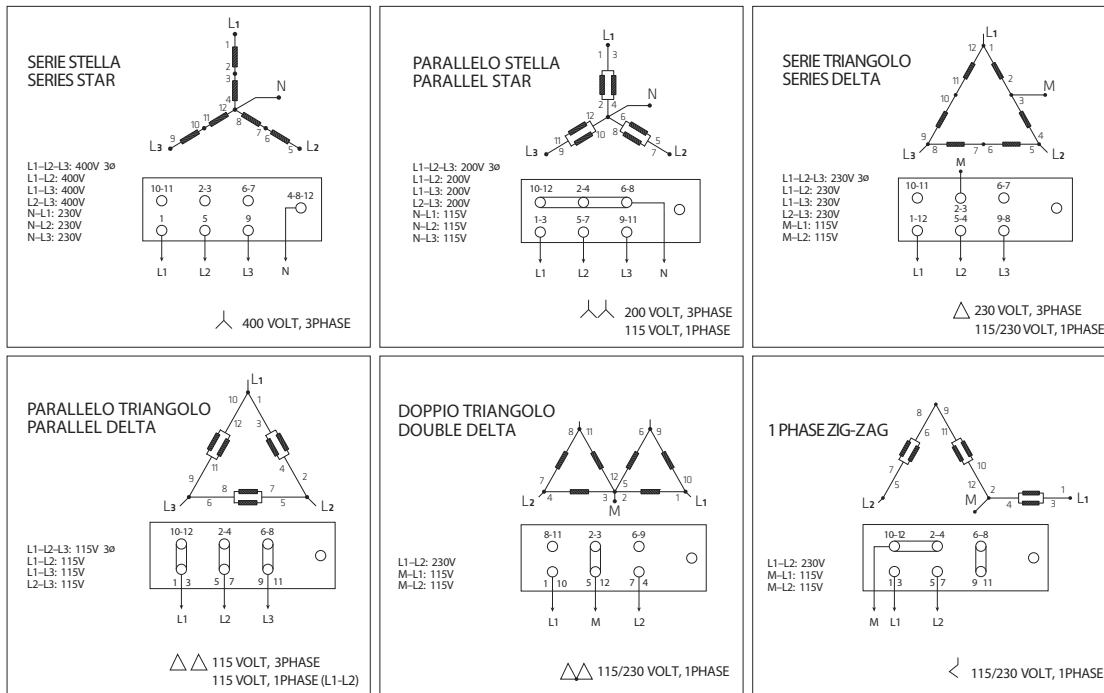 SERIE STELLA
SERIES STAR
L1
1
2
3
4
N
12
11
10
9
8
7
6
5
L3
L2
L1–L2–L3: 400V 3ø
L1–L2: 400V
L1–L3: 400V
L2–L3: 400V
N–L1: 230V
N–L2: 230V
N–L3: 230V
10-11 2-3 6-7 4-8-12
1 5 9
L1 L2 L3 N
400 VOLT, 3PHASE
PARALLELO STELLA
PARALLEL STAR
L1
1 3
2 4
N
12
11
10
9
6
8
5
7
L3
L2
L1–L2–L3: 200V 3ø
L1–L2: 200V
L1–L3: 200V
L2–L3: 200V
N–L1: 115V
N–L2: 115V
N–L3: 115V
10-12 2-4 6-8
1-3 5-7 9-11
L1 L2 L3 N
200 VOLT, 3PHASE
115 VOLT, 1PHASE
SERIE TRIANGOLO
SERIES DELTA
L1
12 1
11 2
10 3
M
9 4
8 7 6 5
L3
L2
L1–L2–L3: 230V 3ø
L1–L2: 230V
L1–L3: 230V
L2–L3: 230V
M–L1: 115V
M–L2: 115V
M
10-11 2-3 6-7
1-12 5-4 9-8
L1 L2 L3
230 VOLT, 3PHASE
115/230 VOLT, 1PHASE
PARALLELO TRIANGOLO
PARALLEL DELTA
L1
10 1
12 3
11 4
9 2
8 7
6 5
L3
L2
L1–L2–L3: 115V 3ø
L1–L2: 115V
L1–L3: 115V
L2–L3: 115V
10-12 2-4 6-8
1 3 5 7 9 11
L1 L2 L3
115 VOLT, 3PHASE
115 VOLT, 1PHASE (L1-L2)
DOPPIO TRIANGOLO
DOUBLE DELTA
8 11 6 9
7 12 5 10
4 3 2 1
L2
M
L1
L1–L2: 230V
M–L1: 115V
M–L2: 115V
8-11 2-3 6-9
1 10 5 12 7 4
L1 M L2
115/230 VOLT, 1PHASE
1 PHASE ZIG-ZAG
8 9
6 11
7 10
5 12
L2
M
2
4
1
3
L1
L1–L2: 230V
M–L1: 115V
M–L2: 115V
10-12 2-4 6-8
1 3 5 7 9 11
M L1 L2
115/230 VOLT, 1PHASE